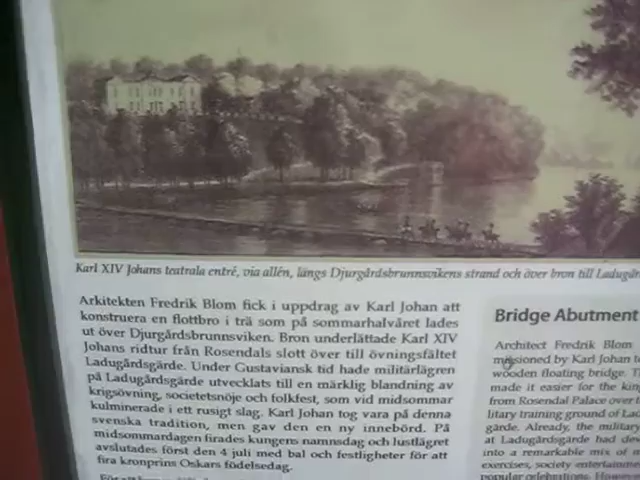 Karl XIV Johans teatrala entré, via allén, längs Djurgårdsbrunnsvikens strand och över bron till
Arkitekten Fredrik Blom fick i uppdrag av Karl Johan att
konstruera en flottbro i trä som på sommarhalvåret lades
ut över Djurgårdsbrunnsviken. Bron underlättade Karl XIV
Johans ridtur från Rosendals slott över till övningsfältet
Ladugårdsgärde. Under Gustaviansk tid hade militärlägren
på Ladugårdsgärde utvecklats till en märklig blandning av
krigsövning, societetsnöje och folkfest, som vid midsommar
kulminerade i ett rusigt slag. Karl Johan tog vara på denna
svenska tradition, men gav den en ny innebörd. På
midsommardagen firades kungens namnsdag och lustlägret
avslutades först den 4 juli med bal och festligheter för att
fira kronprins Oskars födelsedag.
Bridge Abutment
Architect Fredrik Blom
missioned by Karl Johan
wooden floating bridge.
made it easier for the
from Rosendal Palace over
litary training ground of
gärde. Already, the military
at Ladugårdsgärde had
into a remarkable mix of
exercises, society
popular celebrations. However